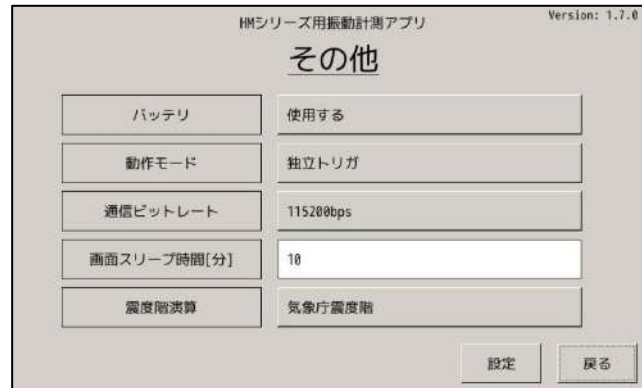 HMシリーズ用振動計測アプリ
Version: 1.7.0
その他
バッテリ
使用する
動作モード
独立トリガ
通信ビットレート
115200bps
画面スリープ時間[分]
10
震度階演算
気象庁震度階
設定
戻る